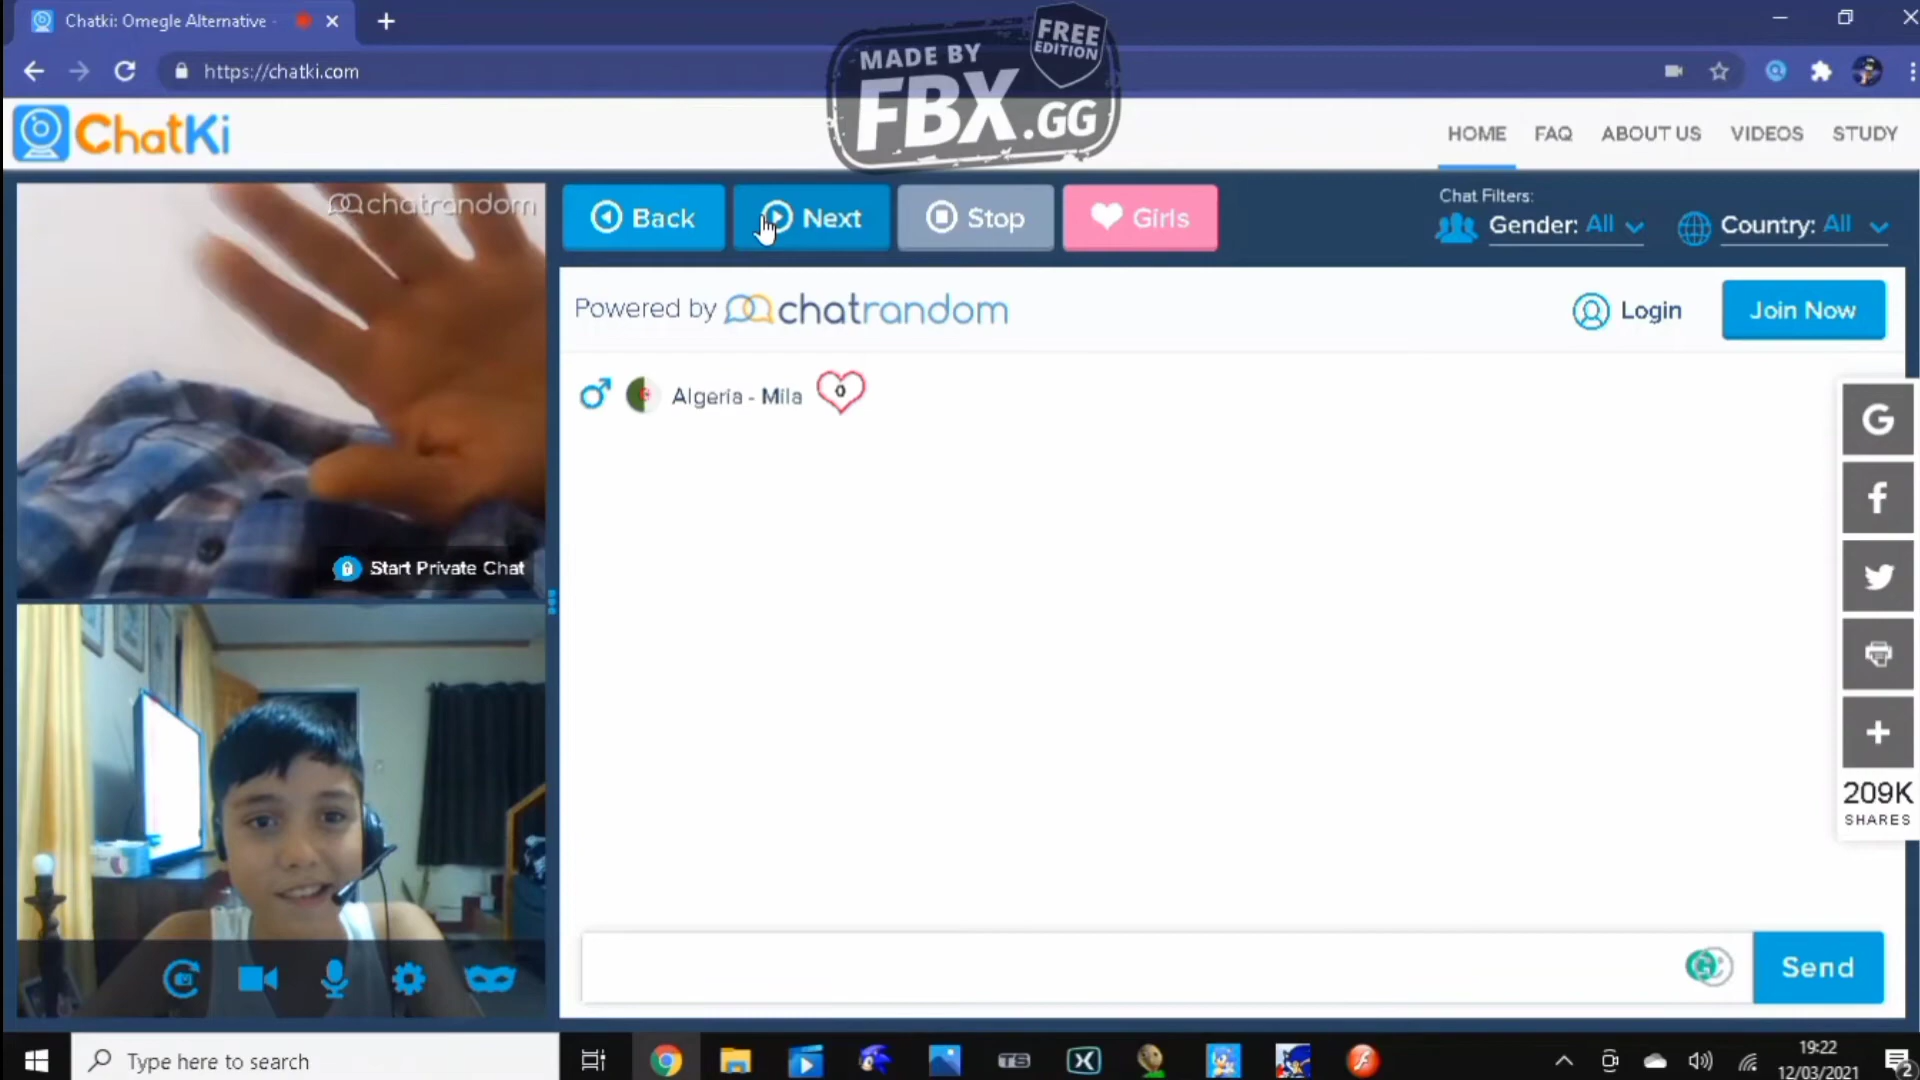 Chatki: Omegle Alternative -
https://chatki.com
MADE BY
FBX.GG
FREE
EDITION
ChatKi
HOME FAQ ABOUT US VIDEOS STUDY
chatrandom
Back Next Stop Girls
Chat Filters:
Gender: All Country: All
Powered by chatrandom
Login Join Now
Algeria - Mila 0
Start Private Chat
G
f
209K
SHARES
Send
Type here to search
TS
19:22
12/03/2021
2